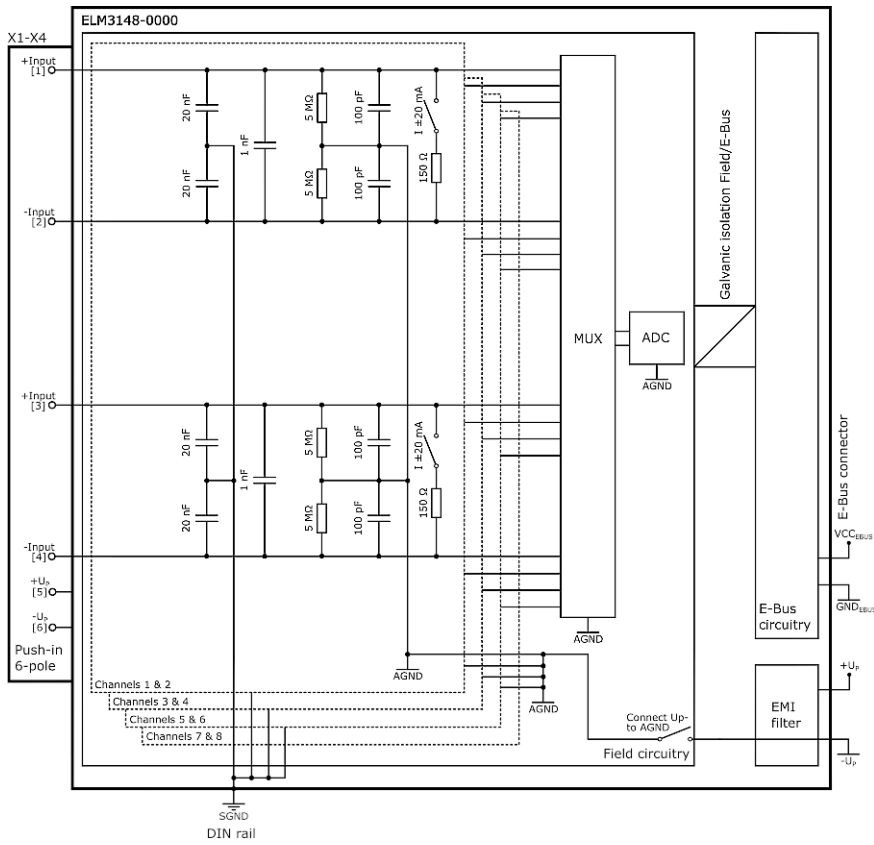 ELM3148-0000
X1-X4
+Input
[1]
20 nF
20 nF
1 nF
5 MΩ
5 MΩ
100 pF
100 pF
I ±20 mA
150 Ω
-Input
[2]
Galvanic isolation Field/E-Bus
MUX
ADC
AGND
+Input
[3]
20 nF
20 nF
1 nF
5 MΩ
5 MΩ
100 pF
100 pF
I ±20 mA
150 Ω
E-Bus connector
-Input
[4]
VCC EBUS
+UP
[5]
GND EBUS
-UP
[6]
E-Bus
circuitry
AGND
Push-in
6-pole
AGND
+UP
Channels 1 & 2
Channels 3 & 4
AGND
EMI
filter
Channels 5 & 6
Connect Up-
to AGND
Channels 7 & 8
Field circuitry
-UP
SGND
DIN rail